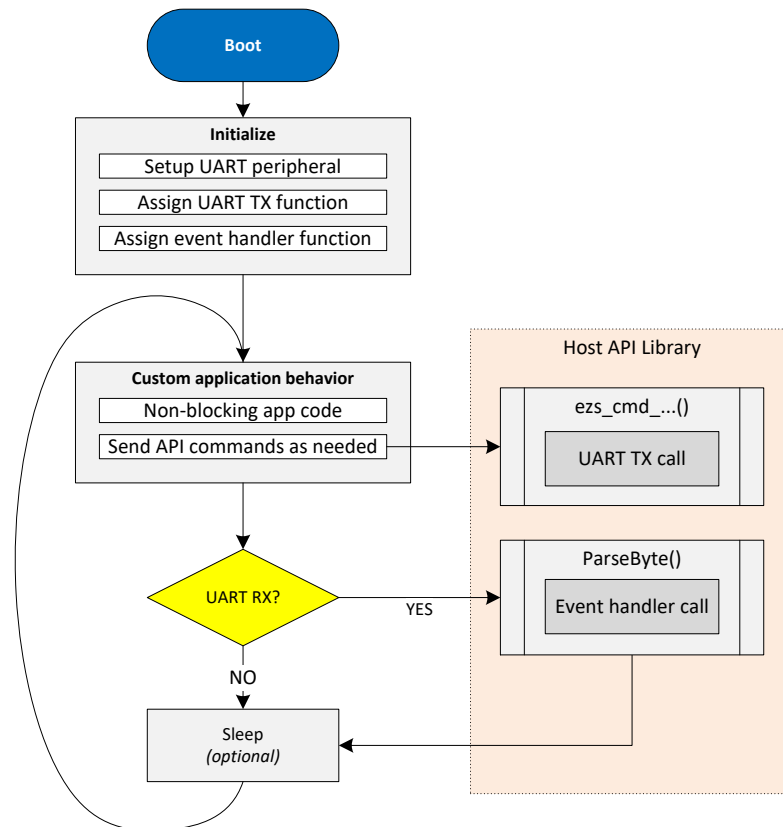 Boot
Initialize
Setup UART peripheral
Assign UART TX function
Assign event handler function
Custom application behavior
Non-blocking app code
Send API commands as needed
Host API Library
ezs_cmd_...()
UART TX call
ParseByte()
Event handler call
UART RX?
YES
NO
Sleep
(optional)